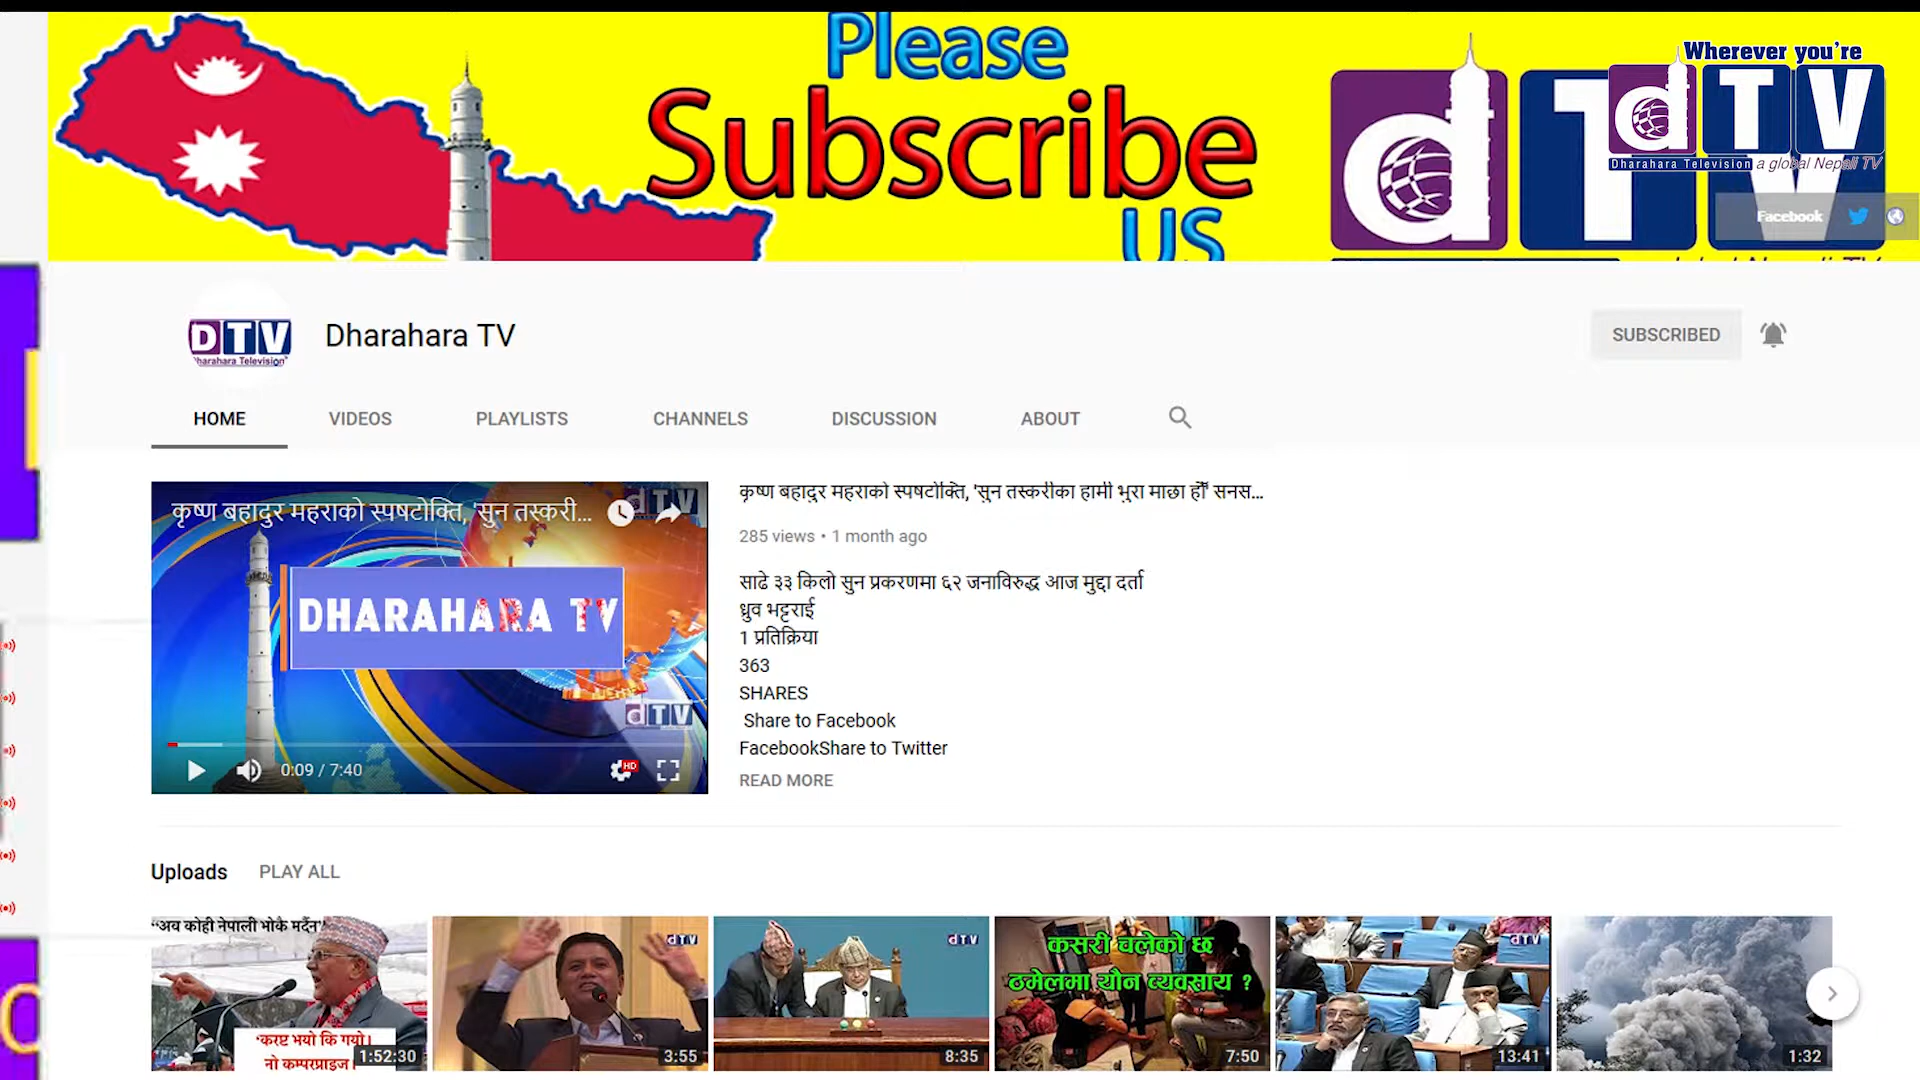 Please
Subscribe
US
Wherever you're
dTV
Dharahara Television a global Nepali TV
Facebook
DTV
Dharahara TV
SUBSCRIBED
HOME
VIDEOS
PLAYLISTS
CHANNELS
DISCUSSION
ABOUT
कृष्ण बहादुर महराको स्पषटोक्ति, 'सुन तस्करी...
DHARAHARA TV
dTV
0:09 / 7:40
HD
कृष्ण बहादुर महराको स्पषटोक्ति, 'सुन तस्करीका हामी भुरा माछा हौँ' सनस...
285 views • 1 month ago
साढे ३३ किलो सुन प्रकरणमा ६२ जनाविरुद्ध आज मुद्दा दर्ता
ध्रुव भट्टराई
1 प्रतिक्रिया
363
SHARES
Share to Facebook
FacebookShare to Twitter
READ MORE
Uploads
PLAY ALL
“अव कोही नेपाली भोकै मर्दैन'
'करप्ट भयो कि गयो।
नो कम्परप्राइज।
1:52:30
dTV
3:55
dTV
8:35
कसरी चलेको छ
ठमेलमा यौन व्यवसाय ?
7:50
dTV
13:41
1:32